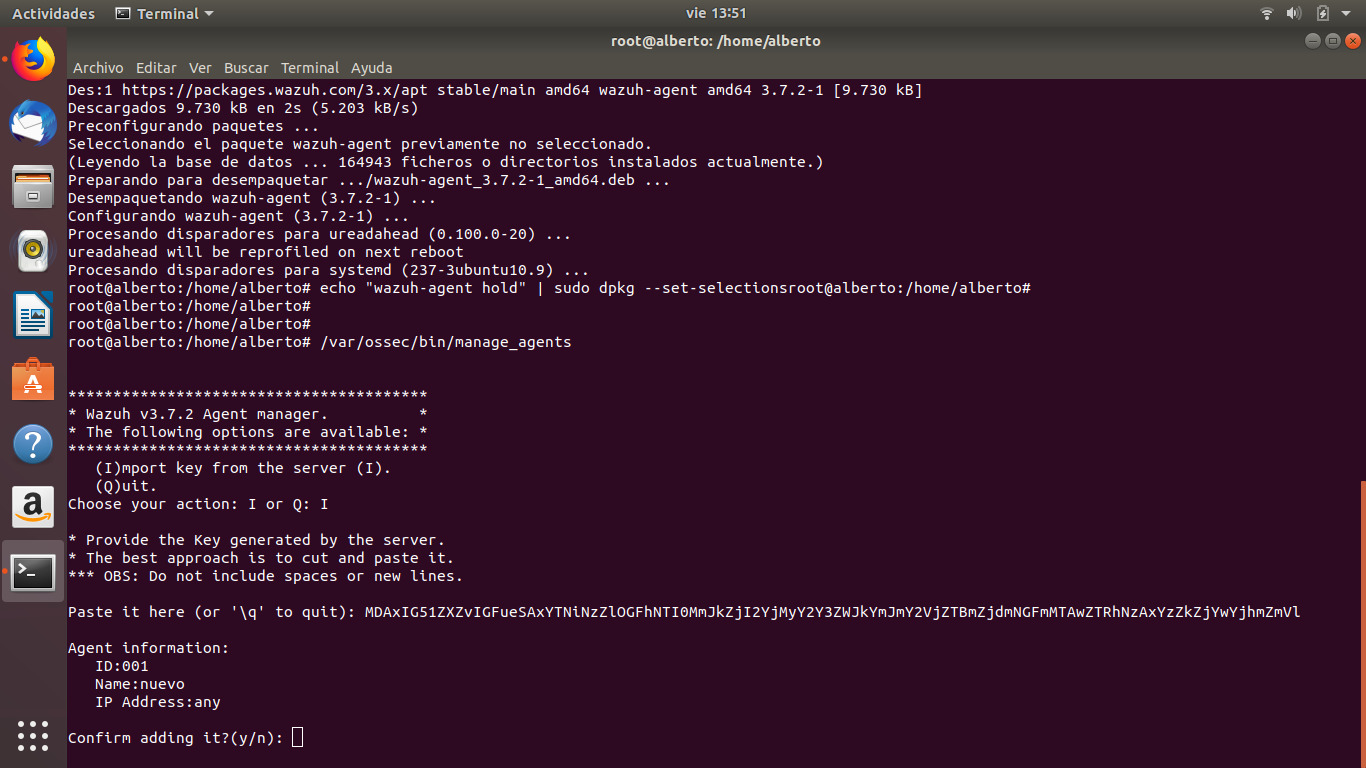 Actividades Terminal vie 13:51
root@alberto: /home/alberto
Archivo Editar Ver Buscar Terminal Ayuda
Des:1 https://packages.wazuh.com/3.x/apt stable/main amd64 wazuh-agent amd64 3.7.2-1 [9.730 kB]
Descargados 9.730 kB en 2s (5.203 kB/s)
Preconfigurando paquetes ...
Seleccionando el paquete wazuh-agent previamente no seleccionado.
(Leyendo la base de datos ... 164943 ficheros o directorios instalados actualmente.)
Preparando para desempaquetar .../wazuh-agent_3.7.2-1_amd64.deb ...
Desempaquetando wazuh-agent (3.7.2-1) ...
Configurando wazuh-agent (3.7.2-1) ...
Procesando disparadores para ureadahead (0.100.0-20) ...
ureadahead will be reprofiled on next reboot
Procesando disparadores para systemd (237-3ubuntu10.9) ...
root@alberto:/home/alberto# echo "wazuh-agent hold" | sudo dpkg --set-selectionsroot@alberto:/home/alberto#
root@alberto:/home/alberto#
root@alberto:/home/alberto#
root@alberto:/home/alberto# /var/ossec/bin/manage_agents
****************************************
* Wazuh v3.7.2 Agent manager. *
* The following options are available: *
****************************************
(I)mport key from the server (I).
(Q)uit.
Choose your action: I or Q: I
* Provide the Key generated by the server.
* The best approach is to cut and paste it.
*** OBS: Do not include spaces or new lines.
Paste it here (or '\q' to quit): MDAxIG51ZXZvIGFueSAxYTNiNzZlOGFhNTI0MmJkZjI2YjMyY2Y3ZWJkYmJmY2VjZTBmZjdmNGFmMTAwZTRhNzAxYzZkZjYwYjhmZmVl
Agent information:
ID:001
Name:nuevo
IP Address:any
Confirm adding it?(y/n):